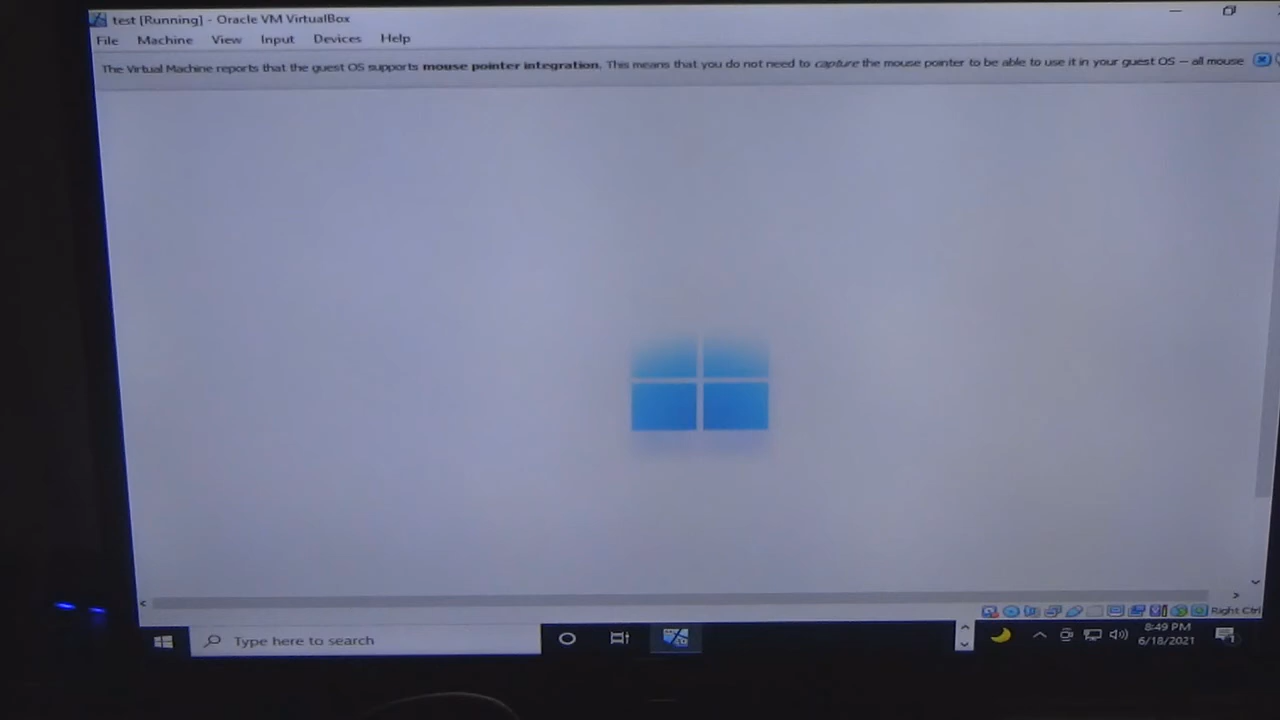 test [Running] - Oracle VM VirtualBox
File Machine View Input Devices Help
The Virtual Machine reports that the guest OS supports mouse pointer integration. This means that you do not need to capture the mouse pointer to be able to use it in your guest OS — all mouse
Right Ctrl
Type here to search
8:49 PM
6/18/2021
1